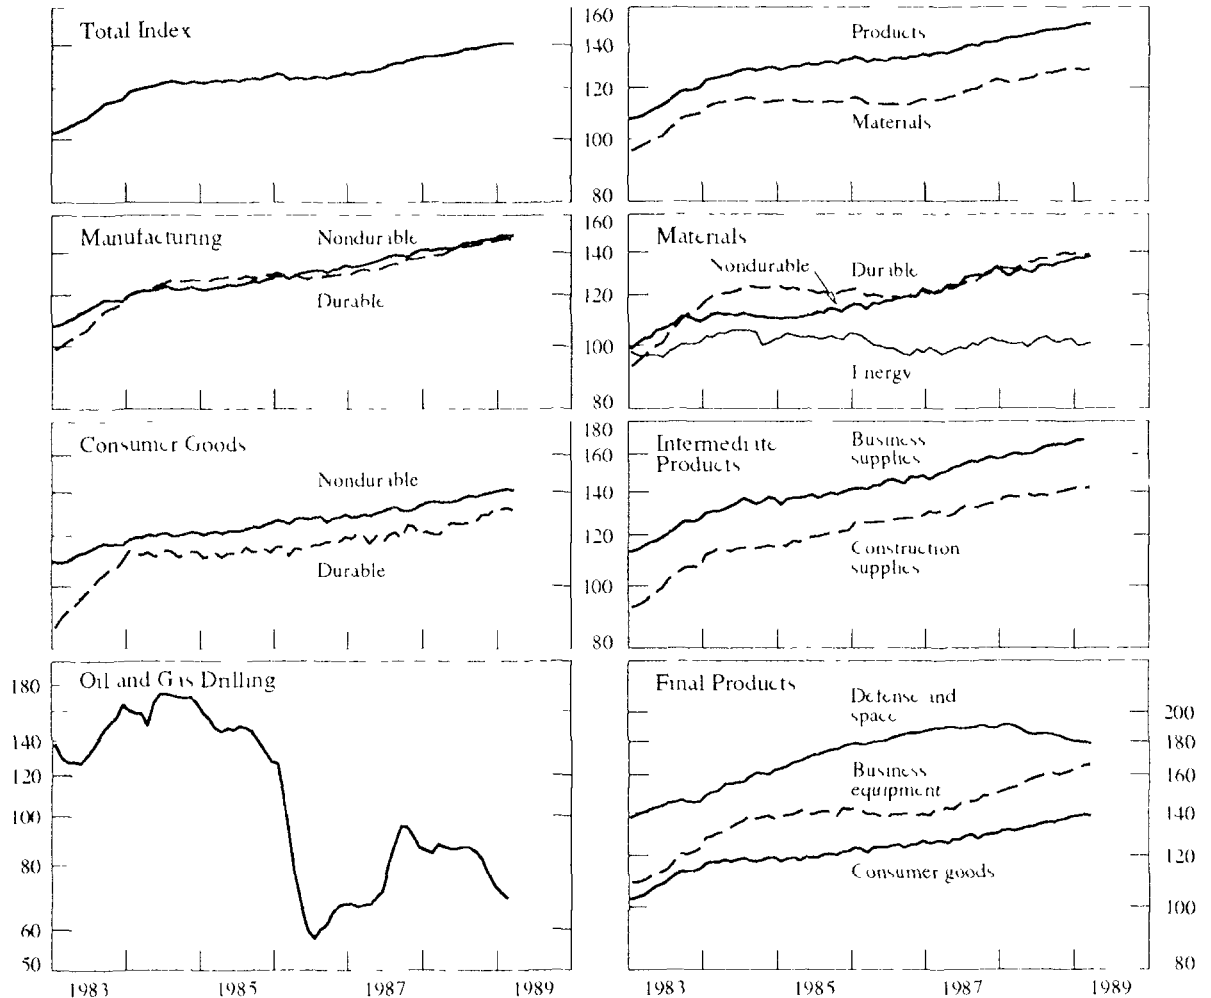 Total Index
160
140
120
100
80
Products
Materials
Manufacturing
Nondurable
Durable
160
140
120
100
80
Materials
Nondurable
Durable
Energy
Consumer Goods
Nondurable
Durable
180
160
140
120
100
80
Intermediate
Products
Business
supplies
Construction
supplies
Oil and Gas Drilling
180
140
120
100
80
60
50
1983
1985
1987
1989
Final Products
Defense and
space
Business
equipment
Consumer goods
200
180
160
140
120
100
80
1983
1985
1987
1989